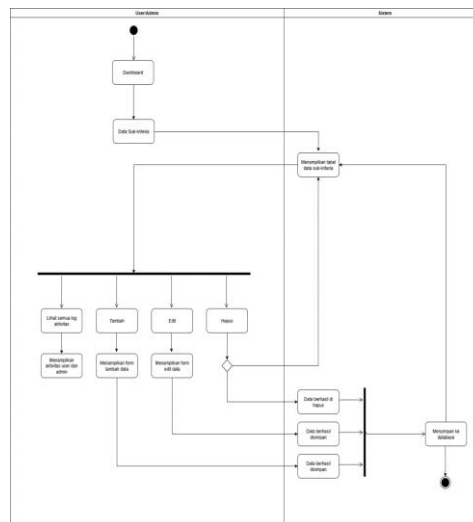 User/Admin
Sistem
Dashboard
Data Sub-kriteria
Menampilkan tabel
data sub-kriteria
Lihat semua log
aktivitas
Tambah
Edit
Hapus
Menampilkan
aktivitas user dan
admin
Menampilkan form
tambah data
Menampilkan form
edit data
Data berhasil di
hapus
Data berhasil
disimpan
Data berhasil
disimpan
Menyimpan ke
database